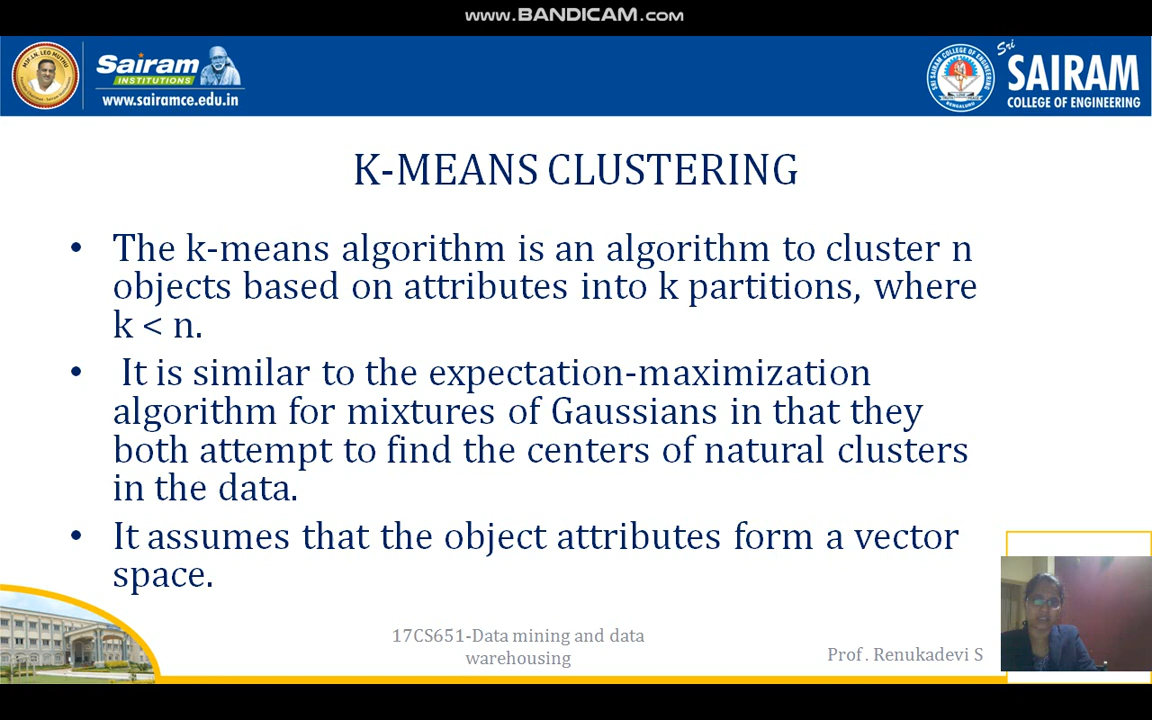 www.BANDICAM.com
Sairam
INSTITUTIONS
www.sairamce.edu.in
Sri
SAIRAM
COLLEGE OF ENGINEERING
K-MEANS CLUSTERING
• The k-means algorithm is an algorithm to cluster n
objects based on attributes into k partitions, where
k < n.
• It is similar to the expectation-maximization
algorithm for mixtures of Gaussians in that they
both attempt to find the centers of natural clusters
in the data.
• It assumes that the object attributes form a vector
space.
17CS651-Data mining and data
warehousing
Prof. Renukadevi S